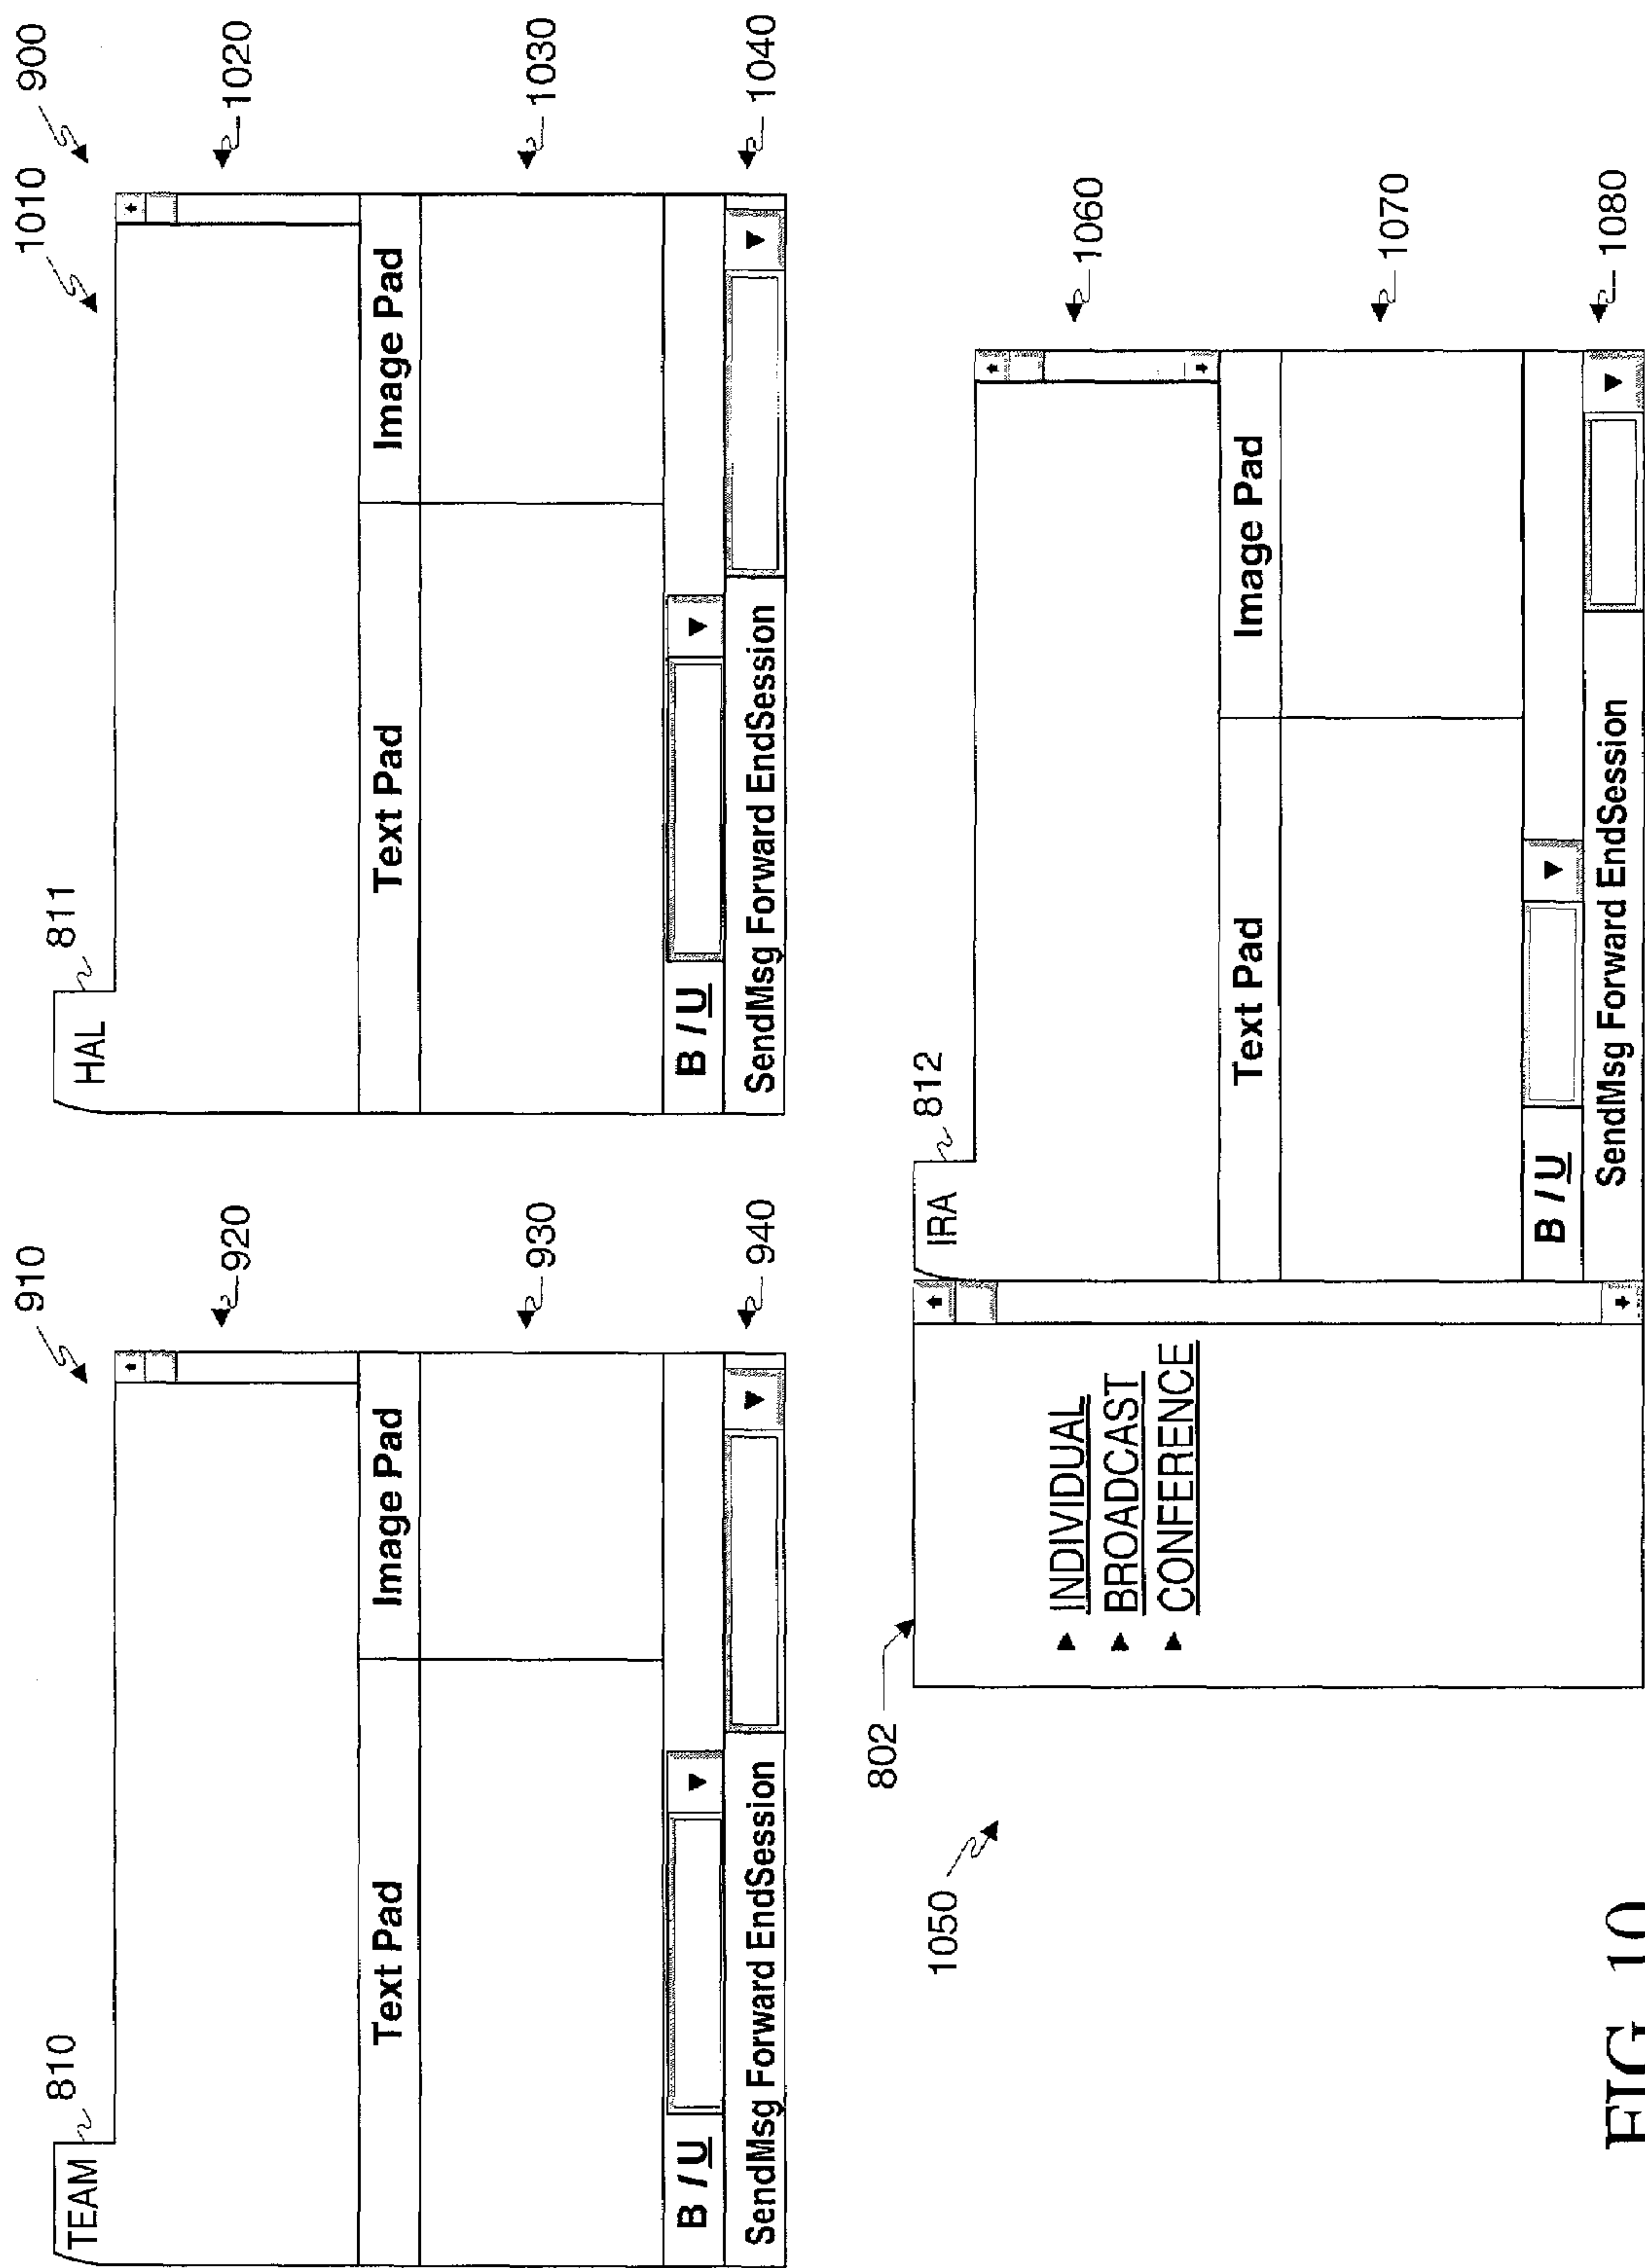 900
910
1010
TEAM
810
HAL
811
920
1020
Text Pad
Image Pad
Text Pad
Image Pad
930
1030
B I U
B I U
SendMsg Forward EndSession
940
SendMsg Forward EndSession
1040
802
1050
IRA
812
INDIVIDUAL
BROADCAST
CONFERENCE
1060
Text Pad
Image Pad
1070
B I U
SendMsg Forward EndSession
1080
FIG. 10